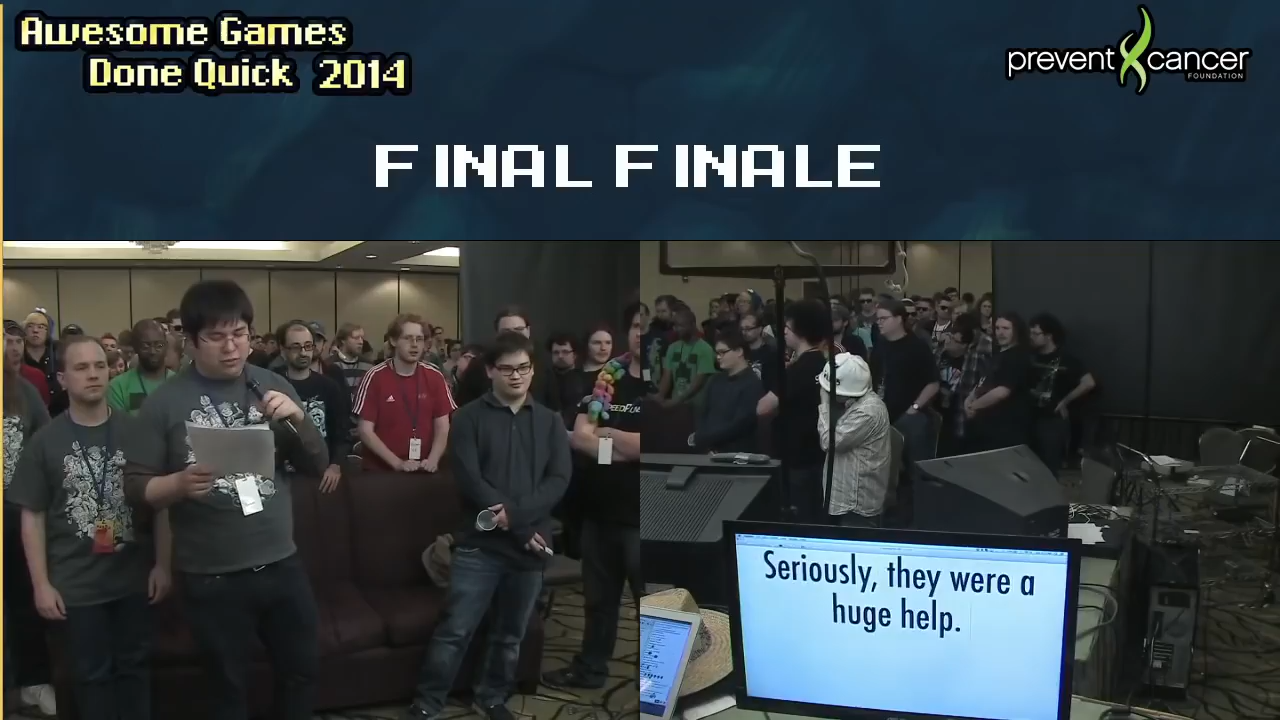 Awesome Games
Done Quick 2014
prevent cancer
FOUNDATION
FINAL FINALE
Seriously, they were a
huge help.